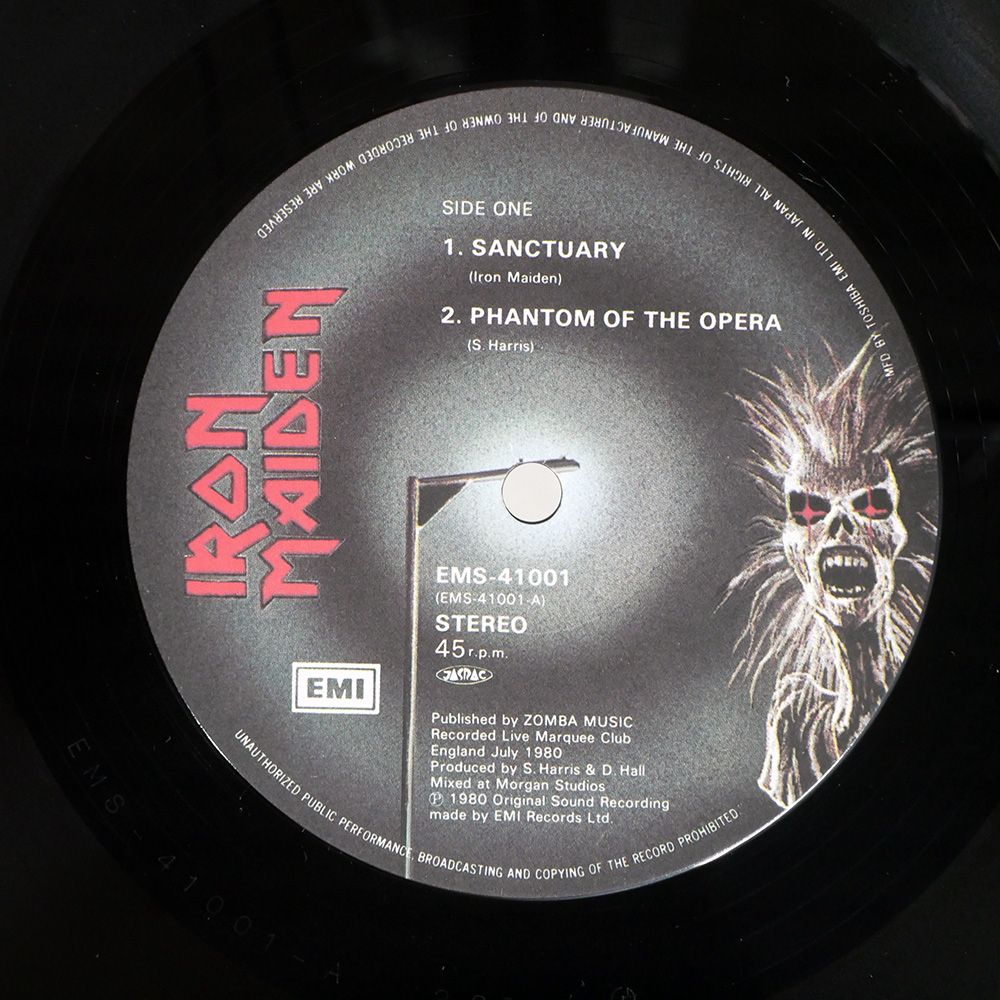 MFD BY TOSHIBA EMI LTD IN JAPAN ALL RIGHTS OF THE MANUFACTURER AND OF THE OWNER OF THE RECORDED WORK ARE RESERVED
SIDE ONE
1. SANCTUARY
(Iron Maiden)
2. PHANTOM OF THE OPERA
(S. Harris)
IRON
MAIDEN
EMS-41001
(EMS-41001-A)
STEREO
45 r.p.m.
JASRAC
EMI
Published by ZOMBA MUSIC
Recorded Live Marquee Club
England July 1980
Produced by S. Harris & D. Hall
Mixed at Morgan Studios
Ⓟ 1980 Original Sound Recording
made by EMI Records Ltd.
UNAUTHORIZED PUBLIC PERFORMANCE, BROADCASTING AND COPYING OF THE RECORD PROHIBITED
EMS-41001-A